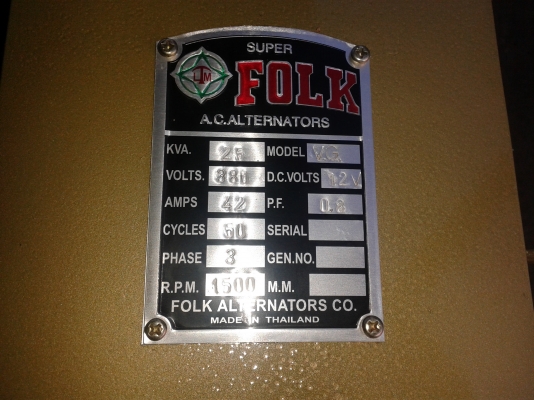 SUPER
LTM
FOLK
A.C.ALTERNATORS
KVA. 25 MODEL
VOLTS. 380 D.C.VOLTS 12V
AMPS 42 P.F. 0.8
CYCLES 50 SERIAL
PHASE 3 GEN.NO.
R.P.M. 1500 M.M.
FOLK ALTERNATORS CO.
MADE IN THAILAND